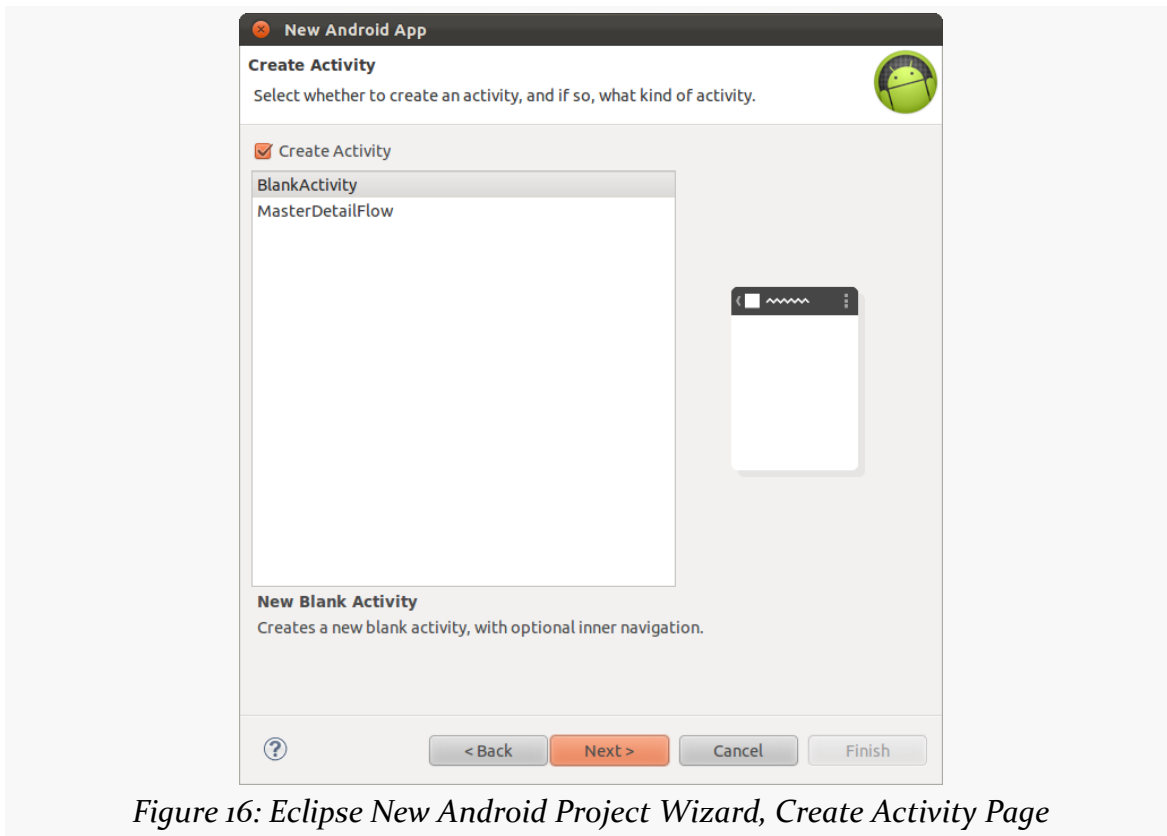 New Android App
Create Activity
Select whether to create an activity, and if so, what kind of activity.
Create Activity
BlankActivity
MasterDetailFlow
New Blank Activity
Creates a new blank activity, with optional inner navigation.
?
< Back
Next >
Cancel
Finish
Figure 16: Eclipse New Android Project Wizard, Create Activity Page